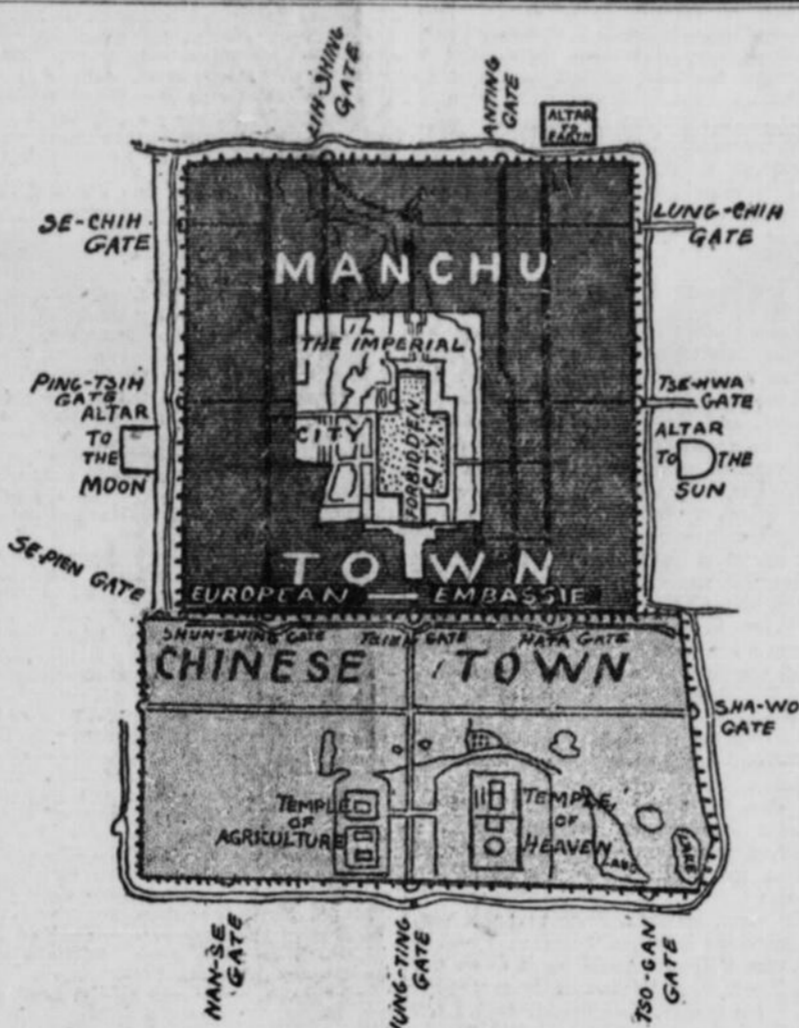 LIN-SHING
GATE
ANTING
GATE
ALTAR
TO
EARTH
SE-CHIH
GATE
LUNG-CHIH
GATE
MANCHU
THE IMPERIAL
CITY
FORBIDDEN
CITY
PING-TSIH
GATE
ALTAR
TO
THE
MOON
TSE-HWA
GATE
ALTAR
TO THE
SUN
SE-PIEN GATE
TOWN
EUROPEAN — EMBASSIE
SHUN-SHING GATE TSIEN GATE HATA GATE
CHINESE TOWN
SHA-WO
GATE
TEMPLE
OF
AGRICULTURE
TEMPLE
OF
HEAVEN
LAKE
NAN-SE
GATE
YUNG-TING
GATE
TSO-GAN
GATE